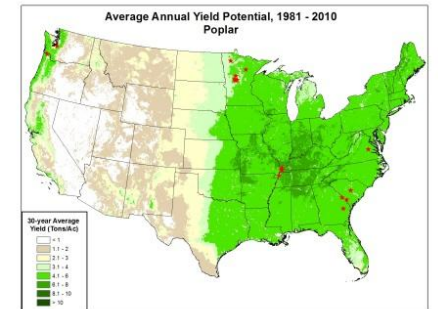 Average Annual Yield Potential, 1981 - 2010
Poplar
30-year Average
Yield (Tons/Ac)
< 1
1.1 - 2
2.1 - 3
3.1 - 4
4.1 - 6
6.1 - 8
8.1 - 10
> 10